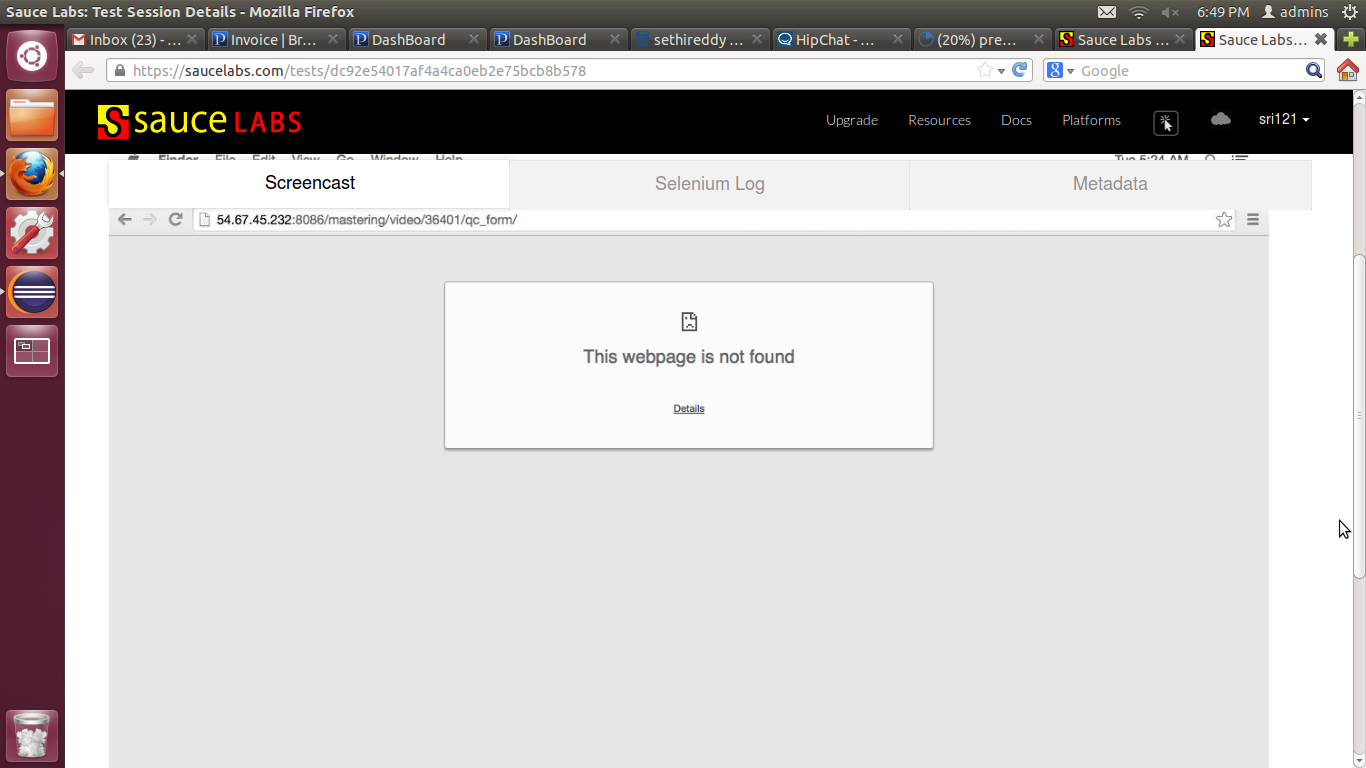 Sauce Labs: Test Session Details - Mozilla Firefox
6:49 PM admins
Inbox (23) - ... Invoice | Br... DashBoard DashBoard sethireddy ... HipChat - ... (20%) pre... Sauce Labs ... Sauce Labs...
https://saucelabs.com/tests/dc92e54017af4a4ca0eb2e75bcb8b578
Google
sauce LABS
Upgrade Resources Docs Platforms sri121
Finder File Edit View Go Window Help Tue 5:24 AM
Screencast Selenium Log Metadata
54.67.45.232:8086/mastering/video/36401/qc_form/
This webpage is not found
Details